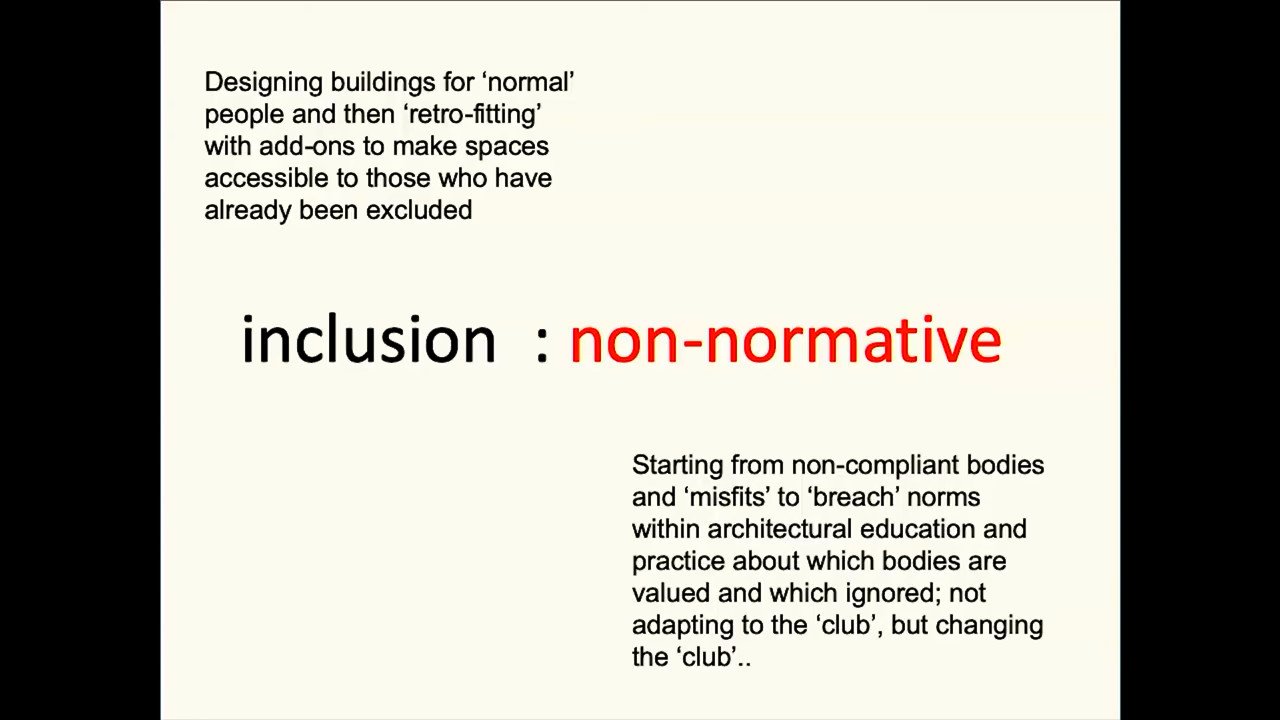 Designing buildings for ‘normal’
people and then ‘retro-fitting’
with add-ons to make spaces
accessible to those who have
already been excluded
inclusion : non-normative
Starting from non-compliant bodies
and ‘misfits’ to ‘breach’ norms
within architectural education and
practice about which bodies are
valued and which ignored; not
adapting to the ‘club’, but changing
the ‘club’..